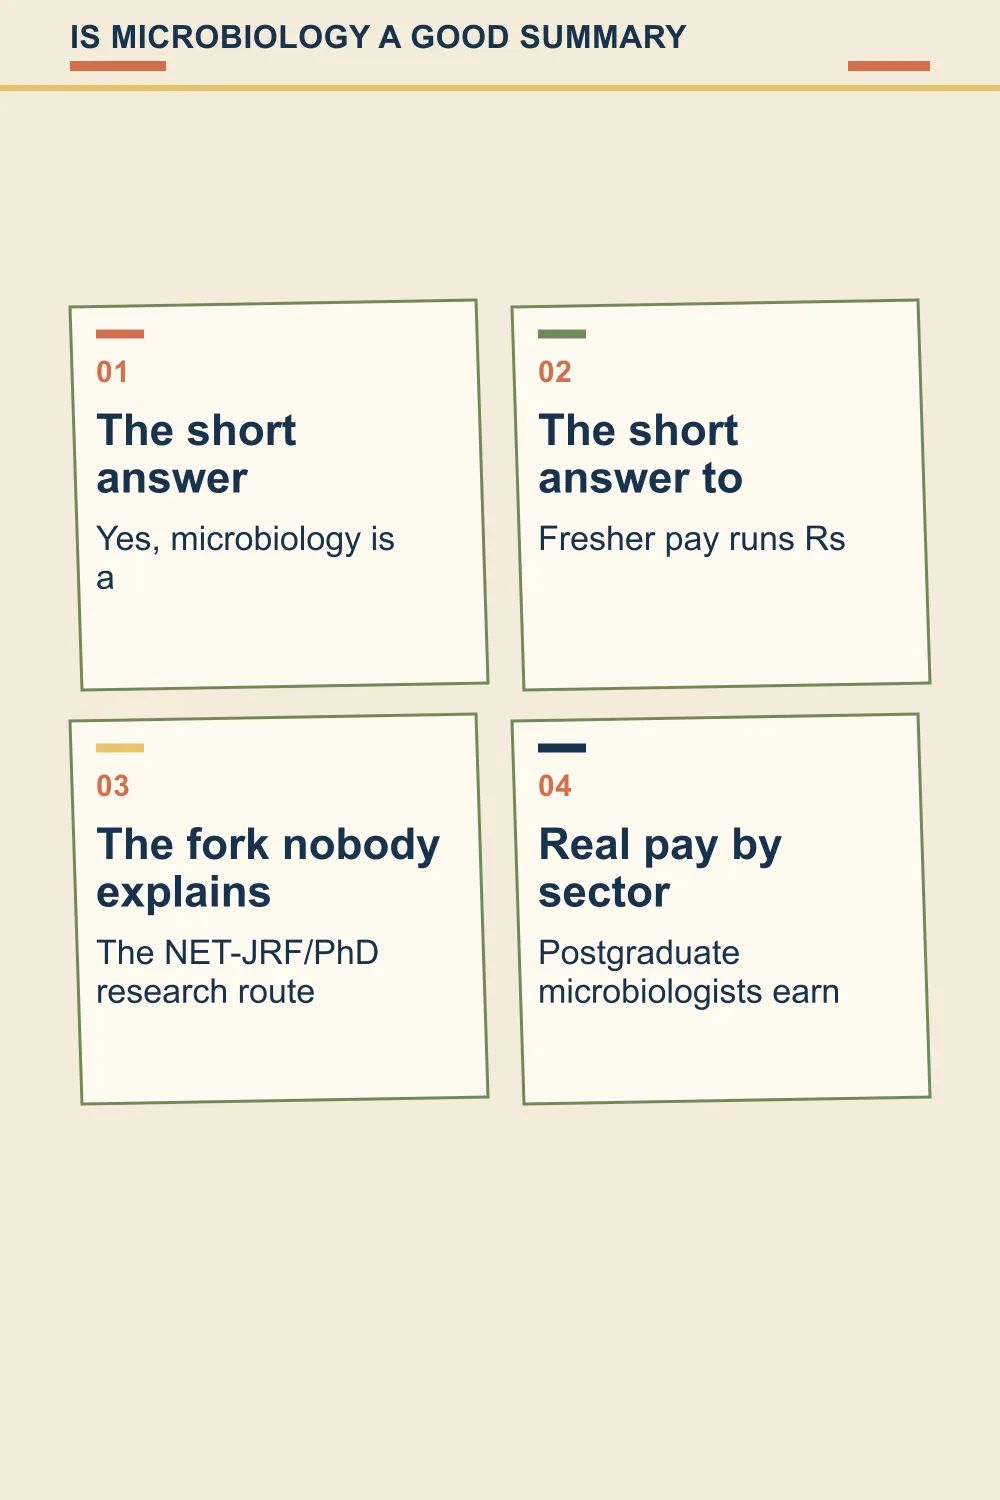 IS MICROBIOLOGY A GOOD SUMMARY
01
The short
answer
Yes, microbiology is
a
02
The short
answer to
Fresher pay runs Rs
03
The fork nobody
explains
The NET-JRF/PhD
research route
04
Real pay by
sector
Postgraduate
microbiologists earn